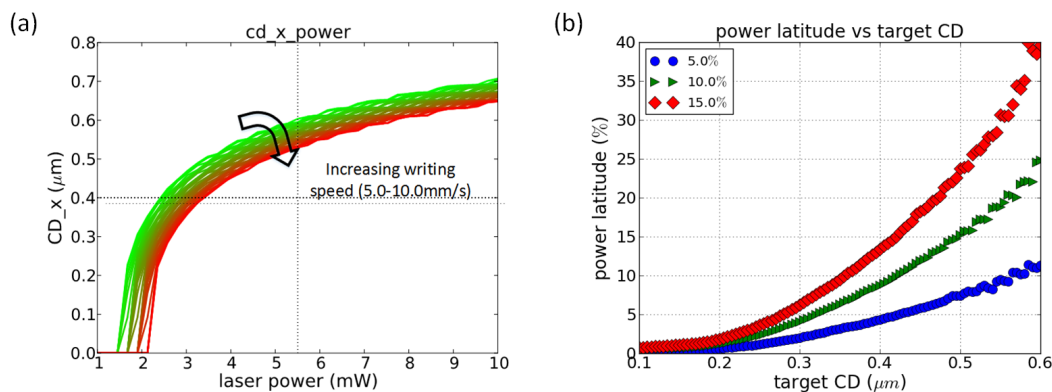 (a)
cd_x_power
0.8
0.7
0.6
0.5
0.4
0.3
0.2
0.1
0.0
CD_x (μm)
Increasing writing
speed (5.0-10.0mm/s)
1 2 3 4 5 6 7 8 9 10
laser power (mW)
(b)
power latitude vs target CD
40
35
30
25
20
15
10
5
0
power latitude (%)
5.0%
10.0%
15.0%
0.1 0.2 0.3 0.4 0.5 0.6
target CD (μm)